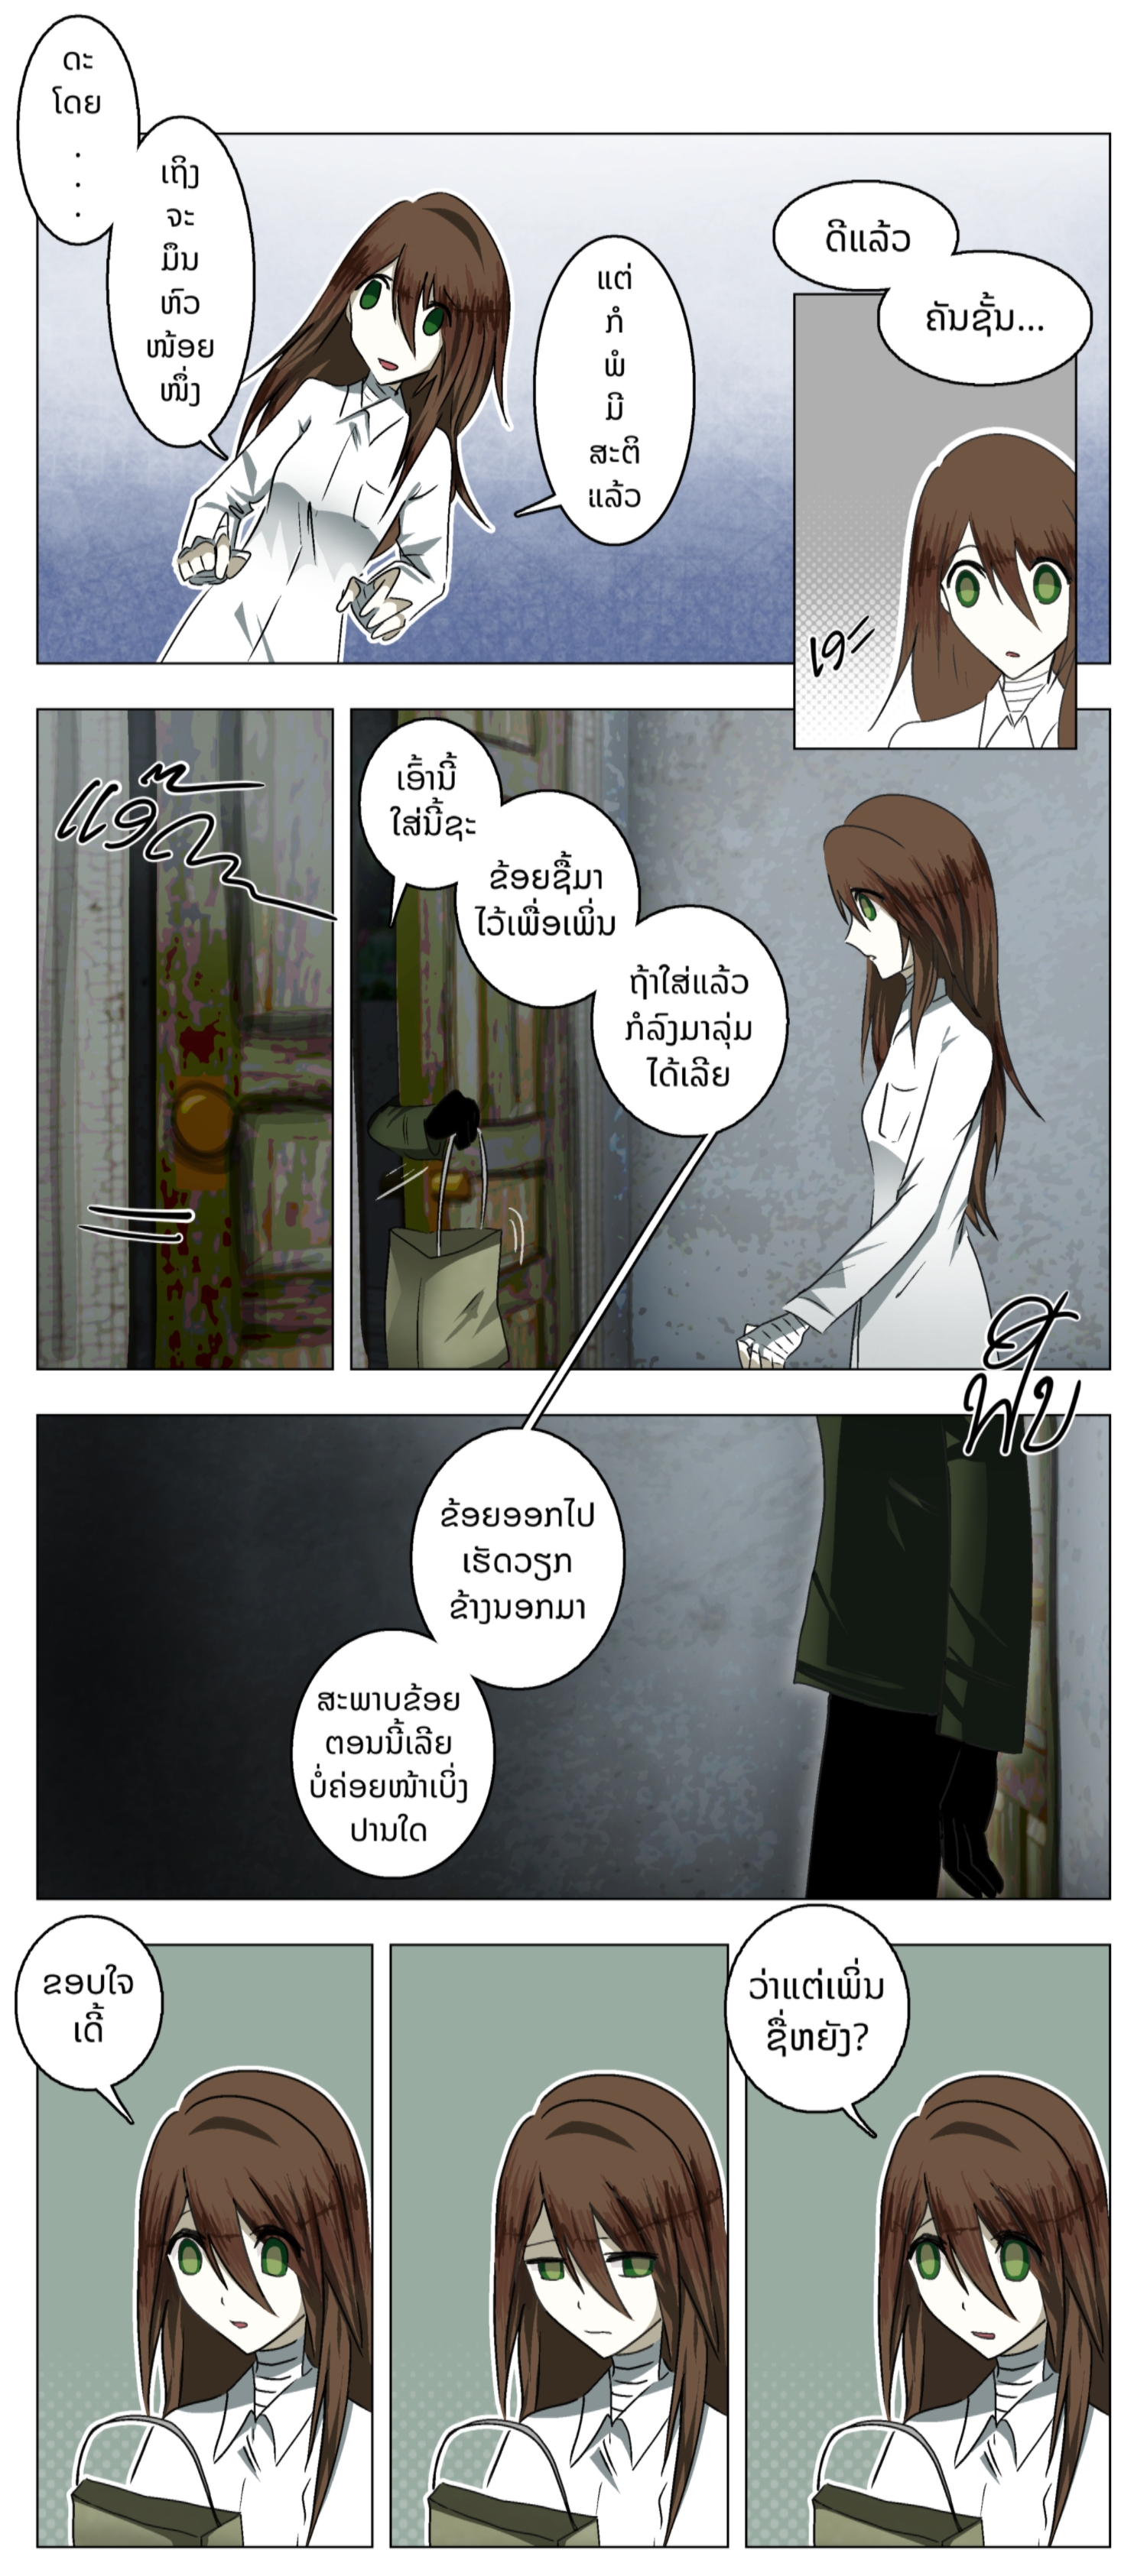 ດະ
ໂດຍ
.
.
.
ເຖິງ
ຈະ
ມຶນ
ຫົວ
ໜ້ອຍ
ໜຶ່ງ
ແຕ່
ກໍ
ພໍ
ມີ
ສະຕິ
ແລ້ວ
ດີແລ້ວ
ຄັນຊັ້ນ...
ແອ໊ດ
ເອົ້ານີ້
ໃສ່ນີ້ຊະ
ຂ້ອຍຊື້ມາ
ໄວ້ເພື່ອເພິ່ນ
ຖ້າໃສ່ແລ້ວ
ກໍລົງມາລຸ່ມ
ໄດ້ເລີຍ
ຂ້ອຍອອກໄປ
ເຮັດວຽກ
ຂ້າງນອກມາ
ສະພາບຂ້ອຍ
ຕອນນີ້ເລີຍ
ບໍ່ຄ່ອຍໜ້າເບິ່ງ
ປານໃດ
ຂອບໃຈ
ເດີ້
ວ່າແຕ່ເພິ່ນ
ຊື່ຫຍັງ?